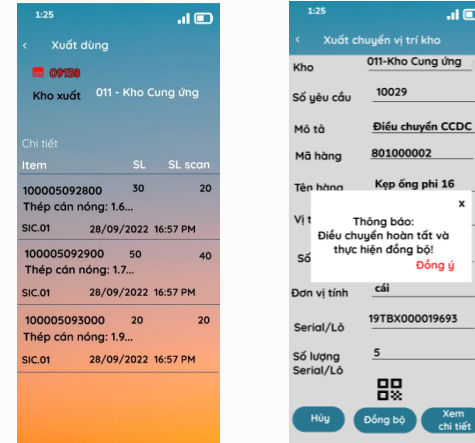 1:25
Xuất dùng
09138
Kho xuất 011 - Kho Cung ứng
Chi tiết
Item SL SL scan
100005092800 30 20
Thép cán nóng: 1.6...
SIC.01 28/09/2022 16:57 PM
100005092900 50 40
Thép cán nóng: 1.7...
SIC.01 28/09/2022 16:57 PM
100005093000 20 20
Thép cán nóng: 1.9...
SIC.01 28/09/2022 16:57 PM
1:25
Xuất chuyển vị trí kho
Kho 011-Kho Cung ứng
Số yêu cầu 10029
Mô tả Điều chuyển CCDC
Mã hàng 801000002
Tên hàng Kẹp ống phi 16
x
Vị t
Thông báo:
Điều chuyển hoàn tất và
thực hiện đồng bộ!
Số
Đồng ý
Đơn vị tính cái
Serial/Lô 19TBX000019693
Số lượng 5
Serial/Lô
Hủy Đồng bộ Xem
chi tiết